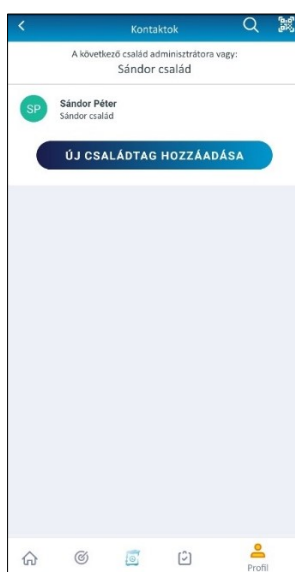 Kontaktok
A következő család adminisztrátora vagy:
Sándor család
SP
Sándor Péter
Sándor család
ÚJ CSALÁDTAG HOZZÁADÁSA
Profil